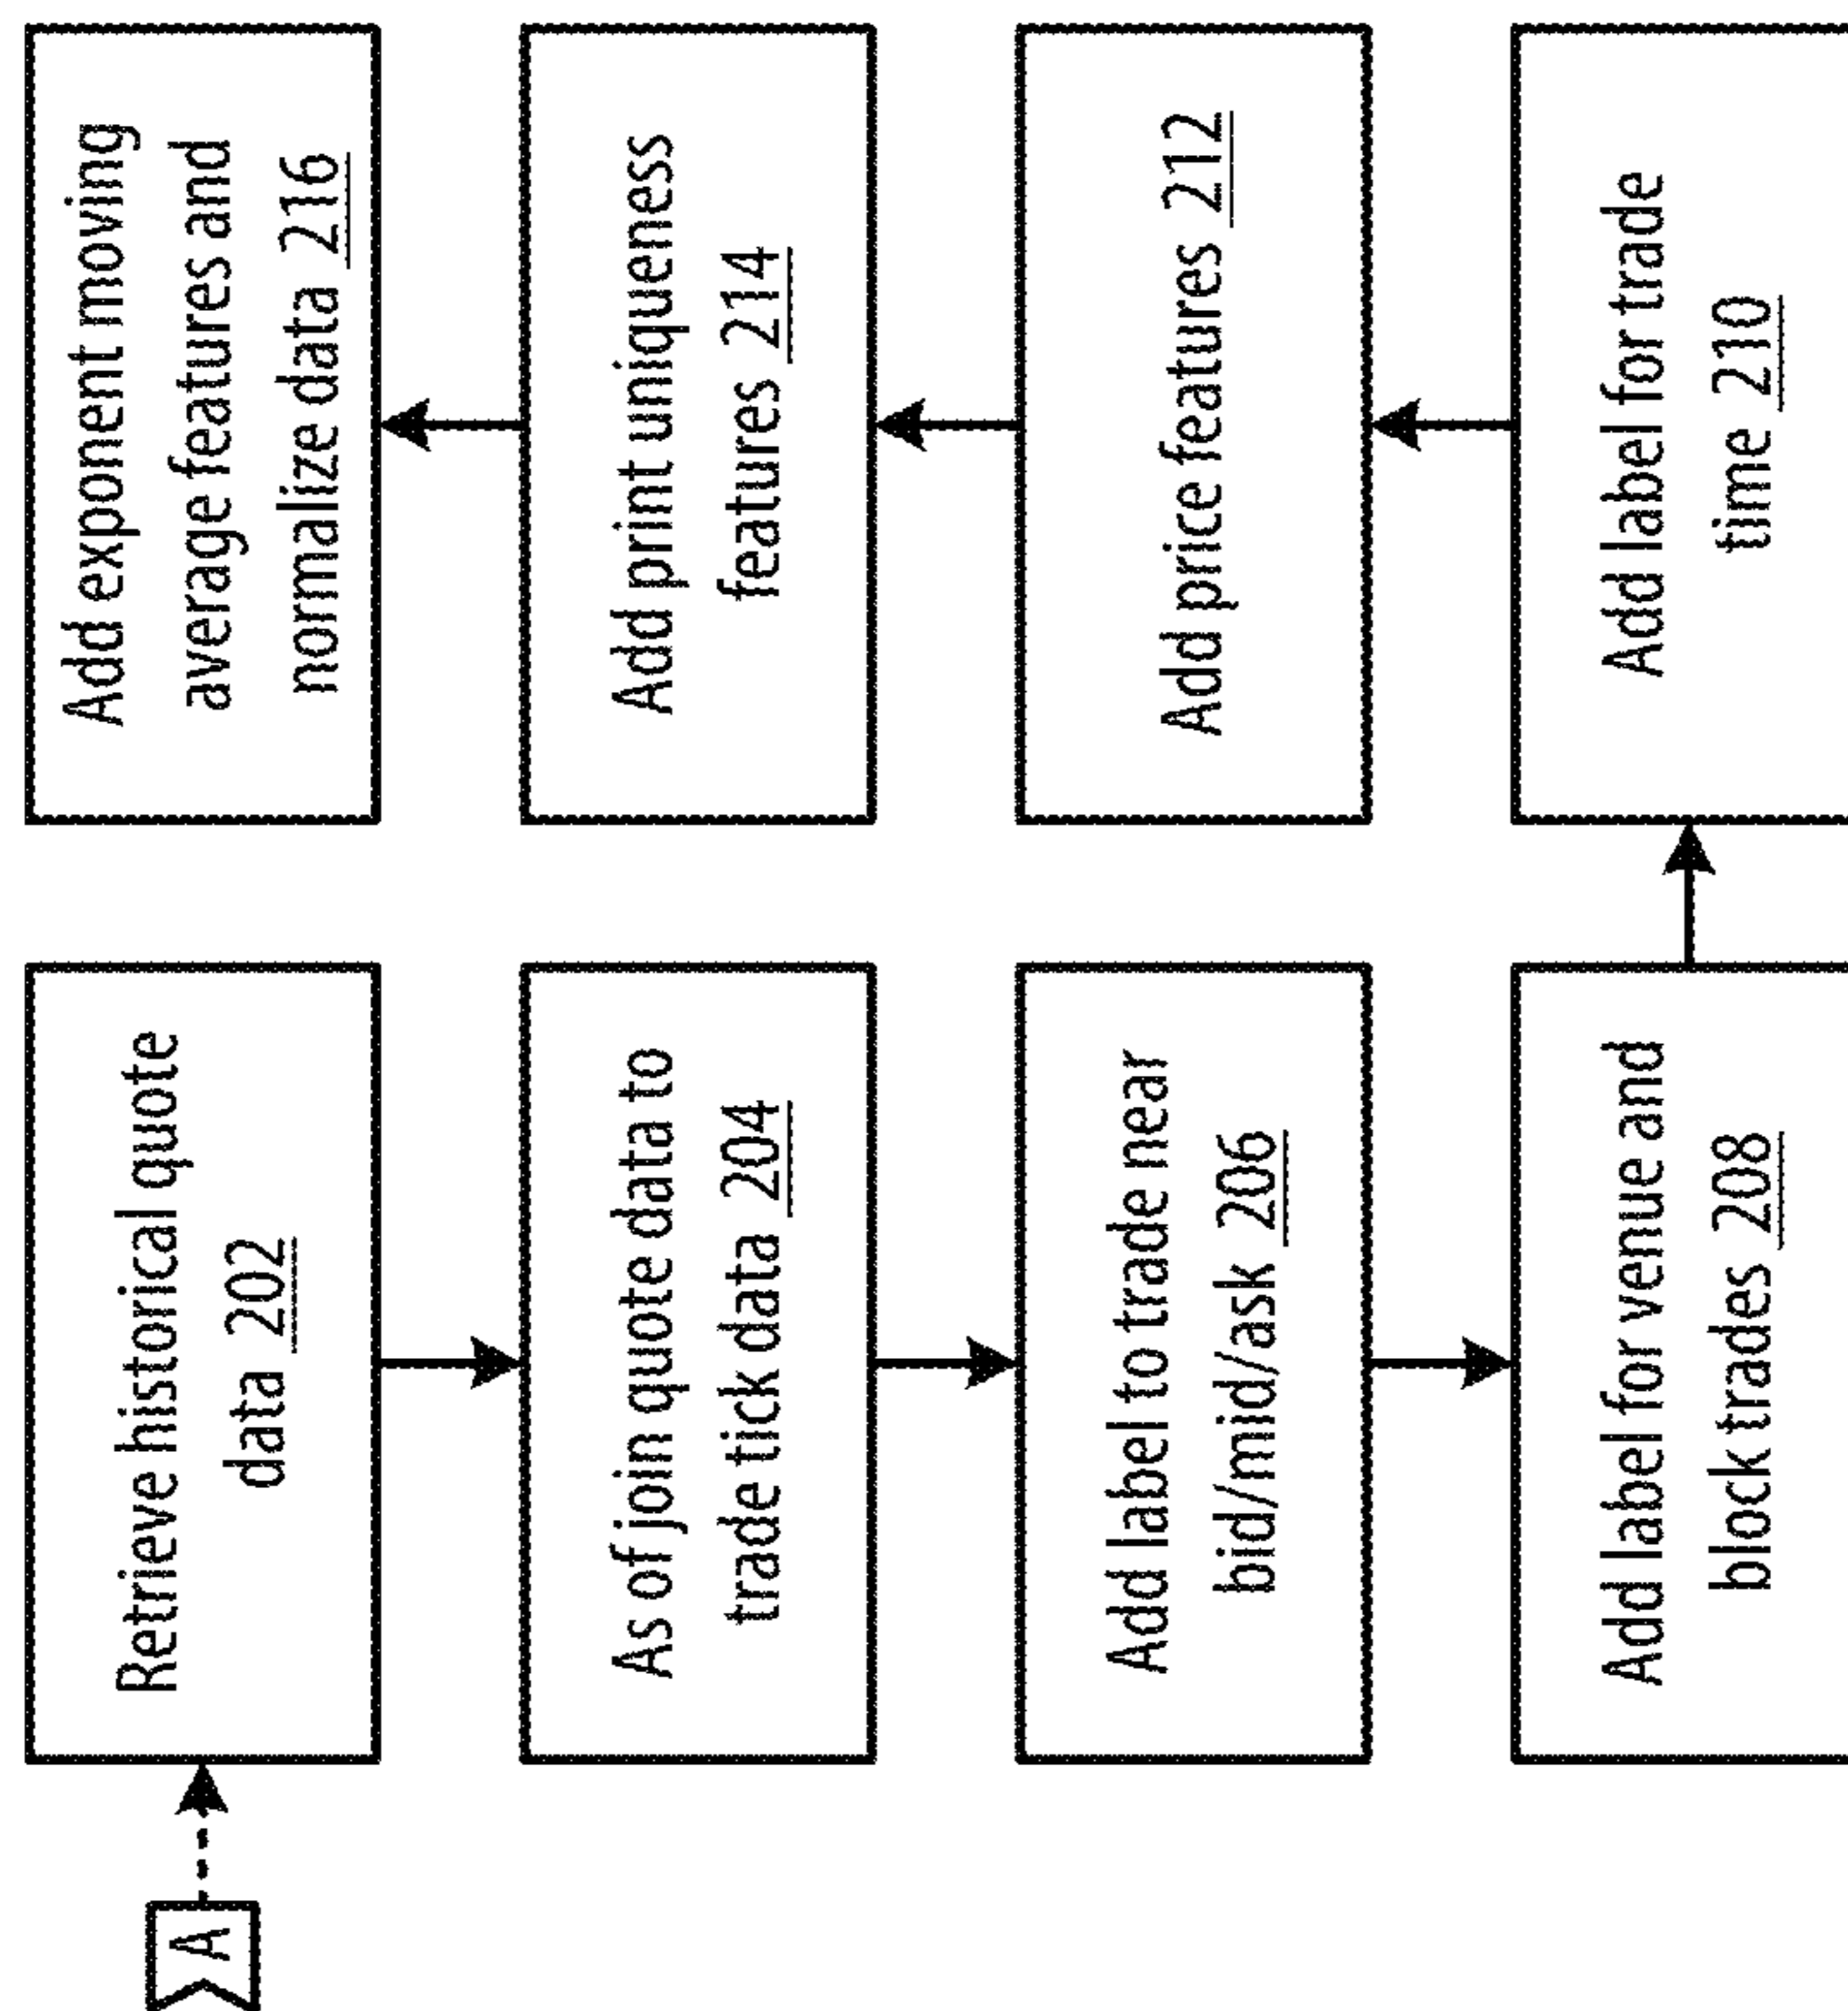 A
Retrieve historical quote
data 202
As of join quote data to
trade tick data 204
Add label to trade near
bid/mid/ask 206
Add label for venue and
block trades 208
Add label for trade
time 210
Add price features 212
Add print uniqueness
features 214
Add exponent moving
average features and
normalize data 216